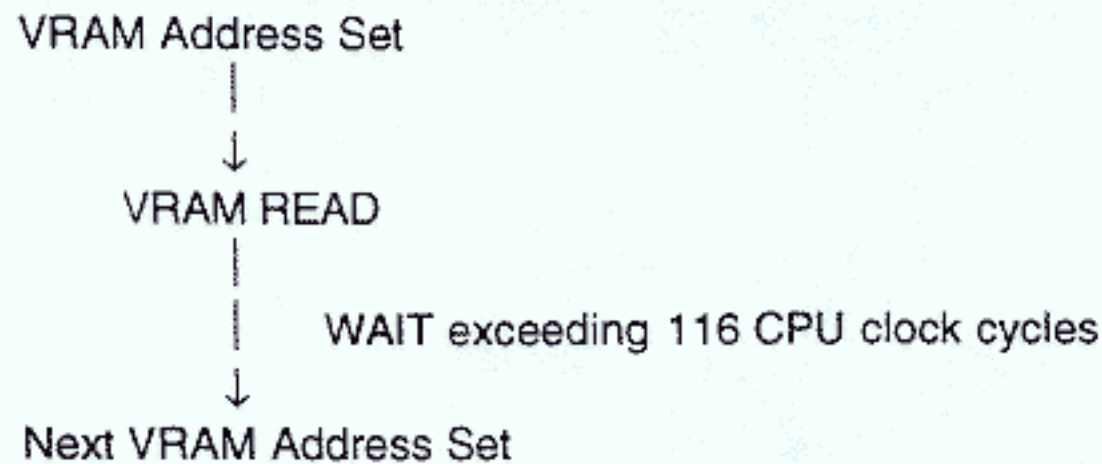 VRAM Address Set
VRAM READ
WAIT exceeding 116 CPU clock cycles
Next VRAM Address Set